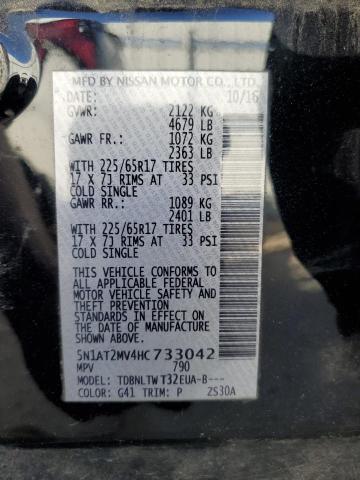 MFD BY NISSAN MOTOR CO., LTD.
DATE: 10/16
GVWR: 2122 KG
4679 LB
GAWR FR: 1072 KG
2363 LB
WITH 225/65R17 TIRES
17 X 7J RIMS AT 33 PSI
COLD SINGLE
GAWR RR: 1089 KG
2401 LB
WITH 225/65R17 TIRES
17 X 7J RIMS AT 33 PSI
COLD SINGLE
THIS VEHICLE CONFORMS TO
ALL APPLICABLE FEDERAL
MOTOR VEHICLE SAFETY
AND THEFT PREVENTION
STANDARDS IN EFFECT ON
THE DATE OF MANUFACTURE
SHOWN ABOVE.
5N1AT2MV4HC733042
MPV 790
MODEL: TDBNLTW T32EUA-B---
COLOR: G41 TRIM: P ZS30A